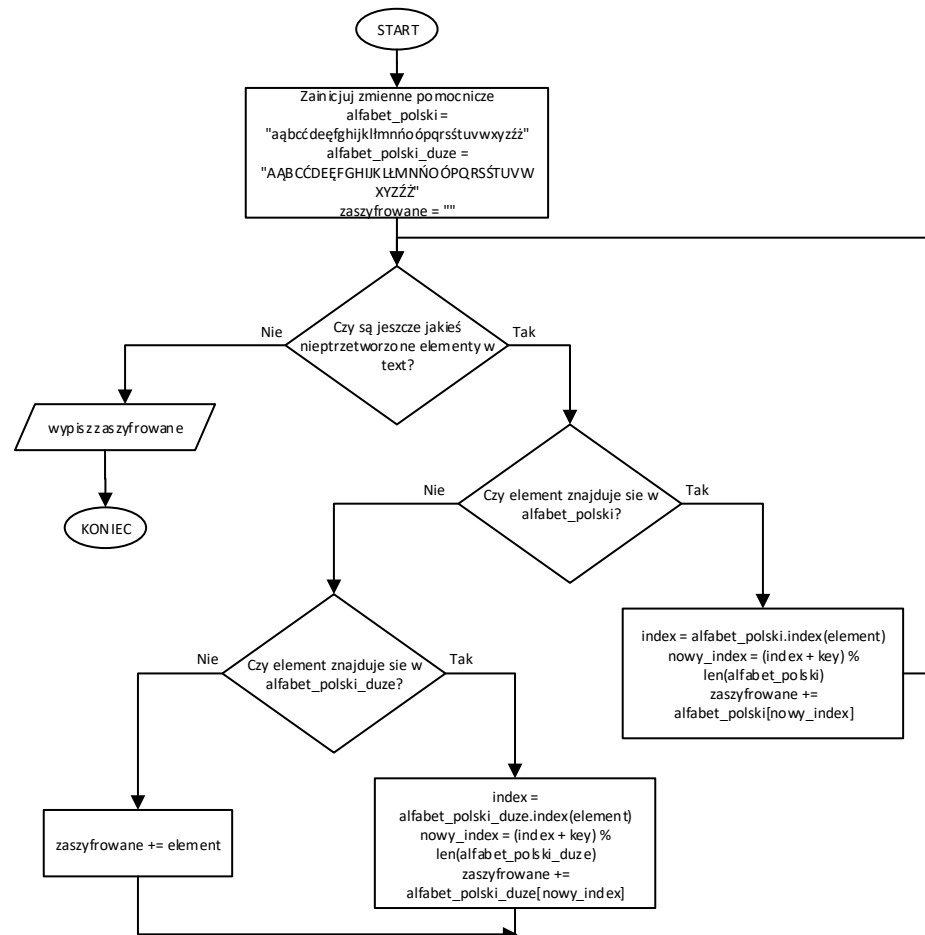 START
Zainicjuj zmienne pomocnicze
alfabet_polski =
"aąbcćdeęfghijklłmnńoópqrsśtuvwxyzźż"
alfabet_polski_duze =
"AĄBCĆDEĘFGHIJKLŁMNŃOÓPQRSŚTUVW
XYZŹŻ"
zaszyfrowane = ""
Czy są jeszcze jakieś
nieptrzetworzone elementy w
text?
Nie
Tak
wypisz zaszyfrowane
KONIEC
Czy element znajduje sie w
alfabet_polski?
Nie
Tak
index = alfabet_polski.index(element)
nowy_index = (index + key) %
len(alfabet_polski)
zaszyfrowane +=
alfabet_polski[nowy_index]
Czy element znajduje sie w
alfabet_polski_duze?
Nie
Tak
zaszyfrowane += element
index =
alfabet_polski_duze.index(element)
nowy_index = (index + key) %
len(alfabet_polski_duze)
zaszyfrowane +=
alfabet_polski_duze[nowy_index]